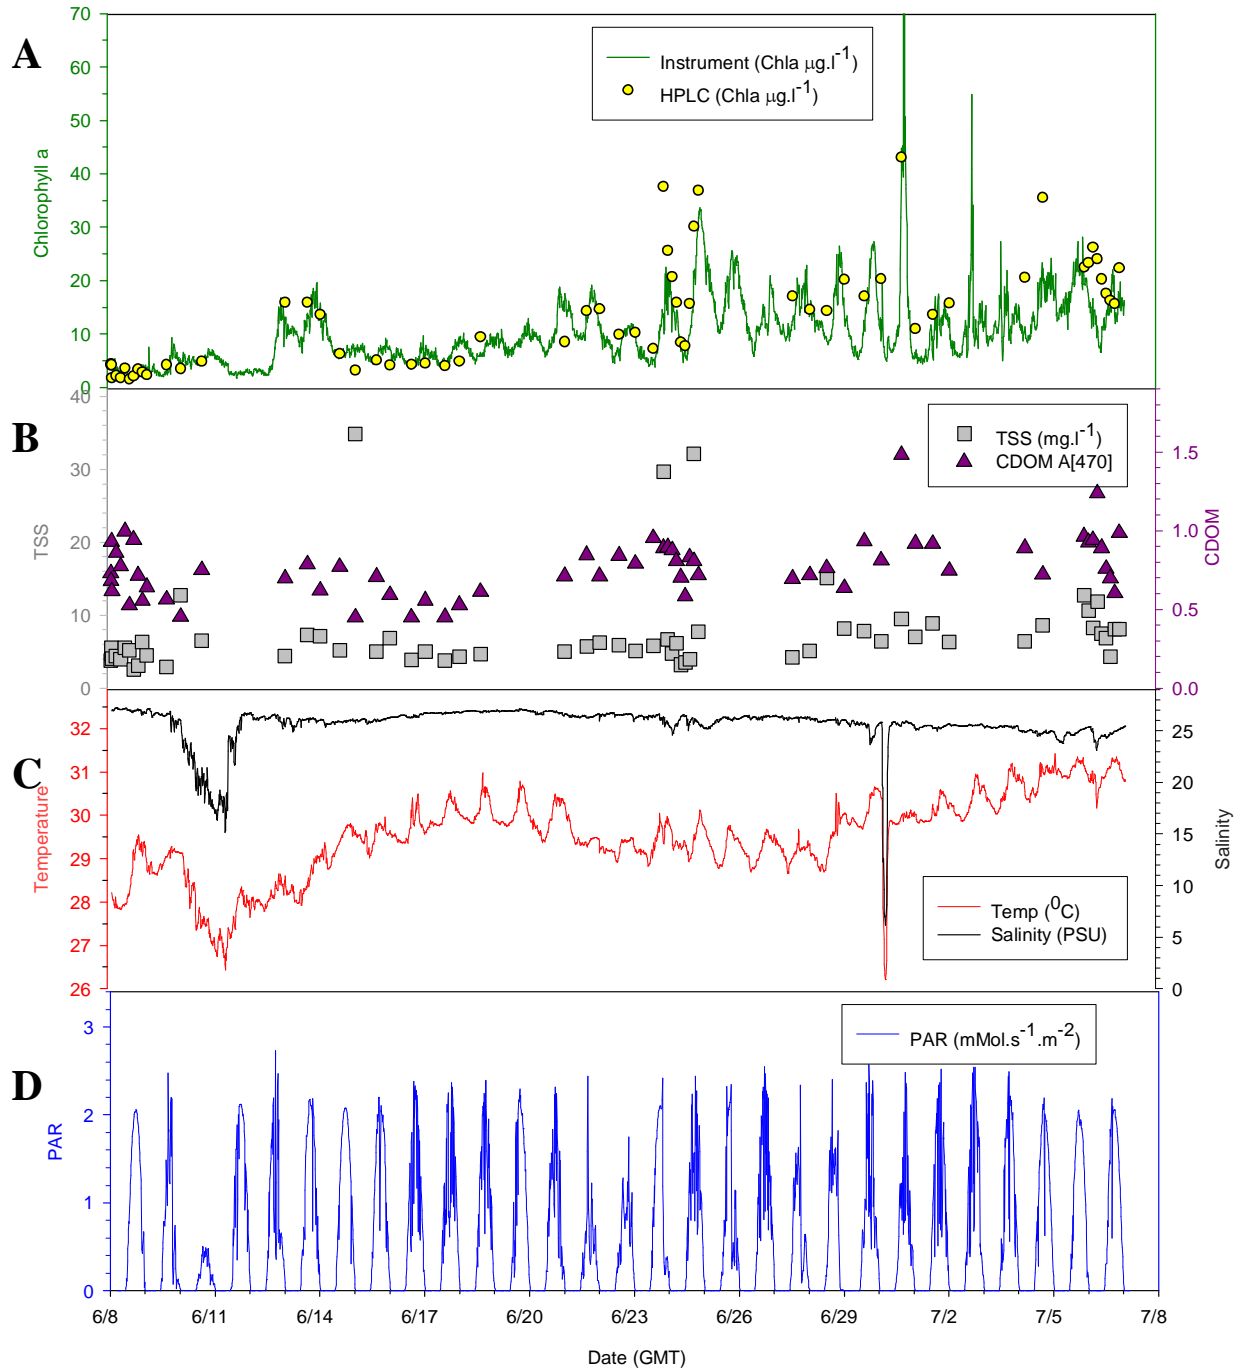 A
70
60
50
40
30
20
10
0
Chlorophyll a
Instrument (Chla μg.l⁻¹)
HPLC (Chla μg.l⁻¹)
B
40
30
20
10
0
TSS
TSS (mg.l⁻¹)
CDOM A[470]
1.5
1.0
0.5
0.0
CDOM
C
32
31
30
29
28
27
26
Temperature
Temp (⁰C)
Salinity (PSU)
25
20
15
10
5
0
Salinity
D
3
2
1
0
PAR
PAR (mMol.s⁻¹.m⁻²)
6/8 6/11 6/14 6/17 6/20 6/23 6/26 6/29 7/2 7/5 7/8
Date (GMT)